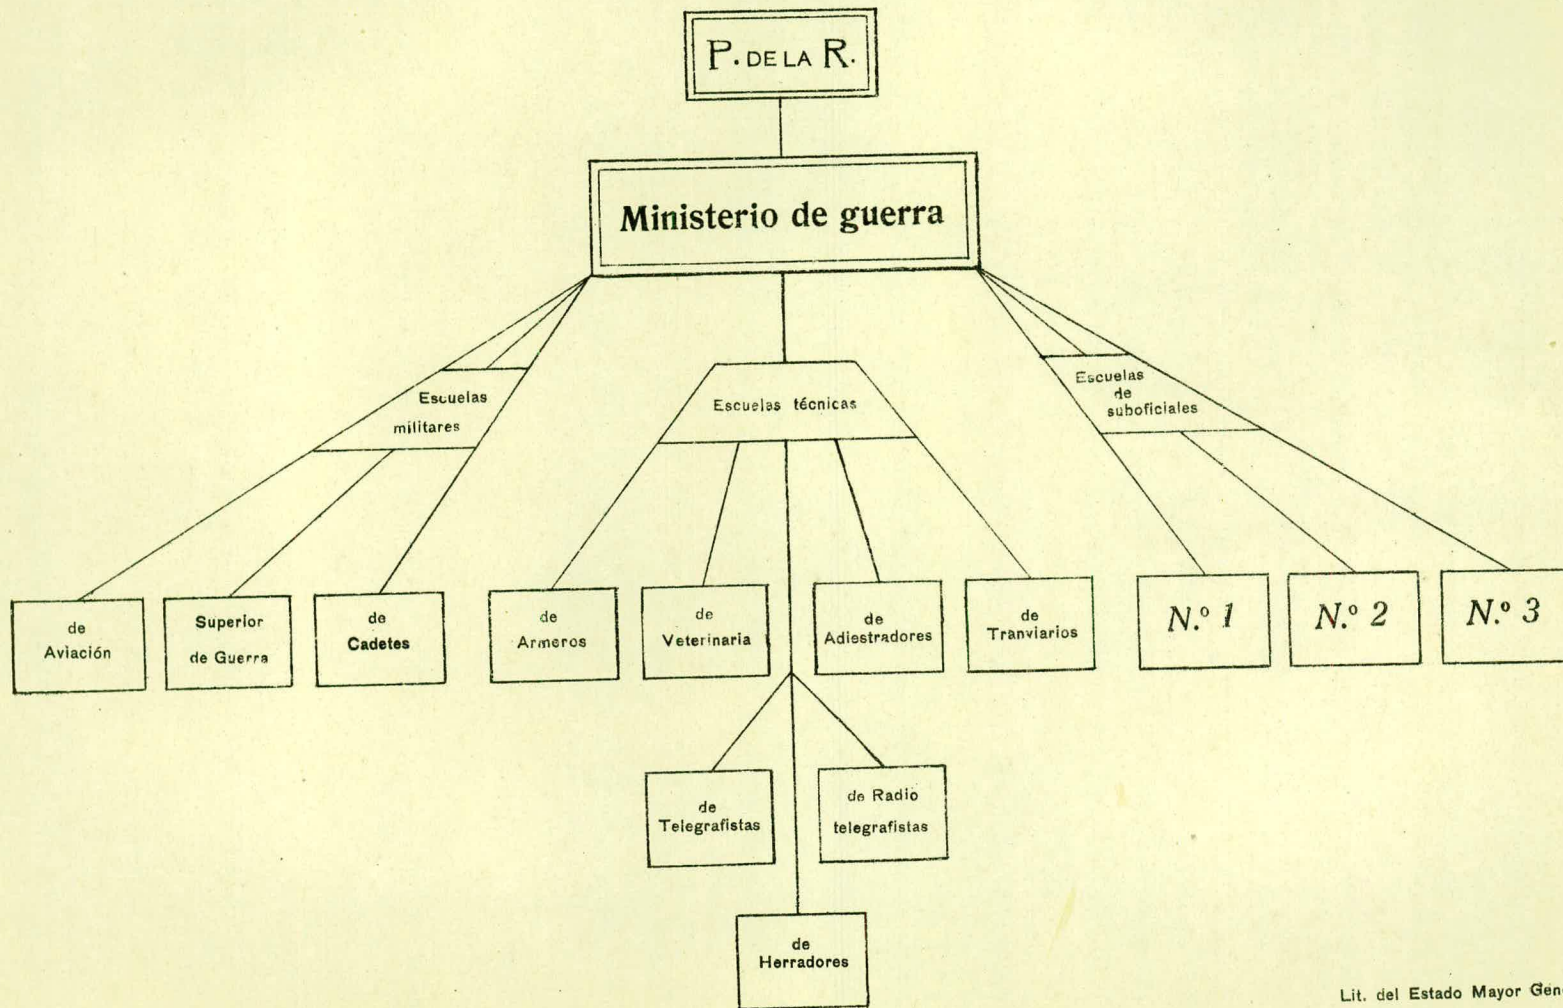 P. DE LA R.
Ministerio de guerra
Escuelas
militares
Escuelas técnicas
Escuelas
de
suboficiales
de
Aviación
Superior
de Guerra
de
Cadetes
de
Armeros
de
Veterinaria
de
Adiestradores
de
Tranviarios
N.º 1
N.º 2
N.º 3
de
Telegrafistas
de Radio
telegrafistas
de
Herradores
Lit. del Estado Mayor Gen